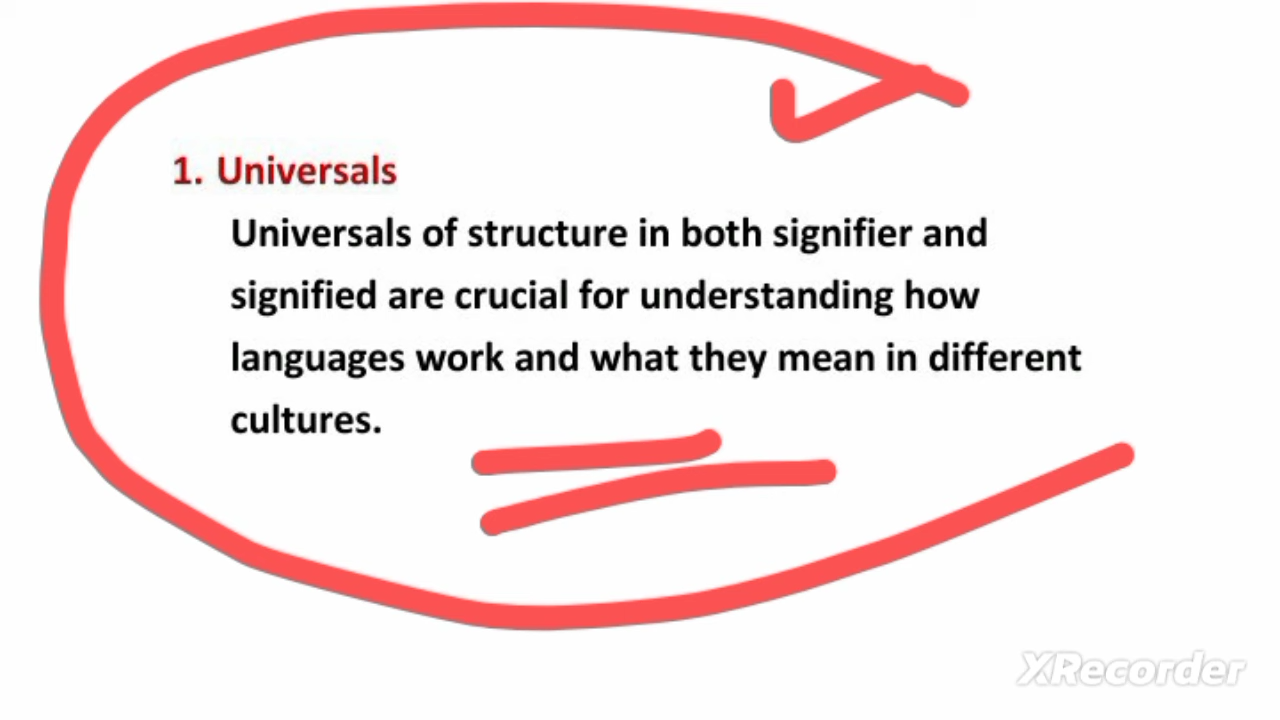 1. Universals
Universals of structure in both signifier and
signified are crucial for understanding how
languages work and what they mean in different
cultures.
XRecorder